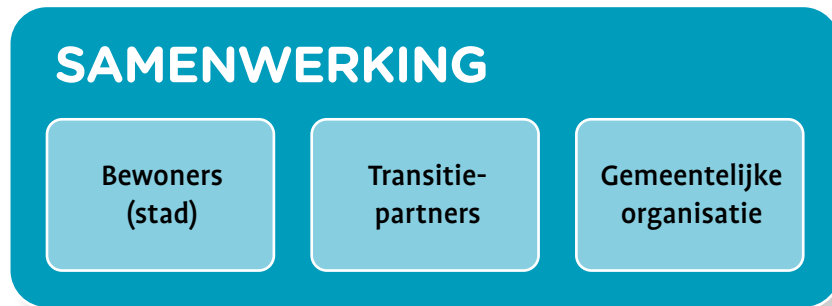 SAMENWERKING
Bewoners
(stad)
Transitie-
partners
Gemeentelijke
organisatie